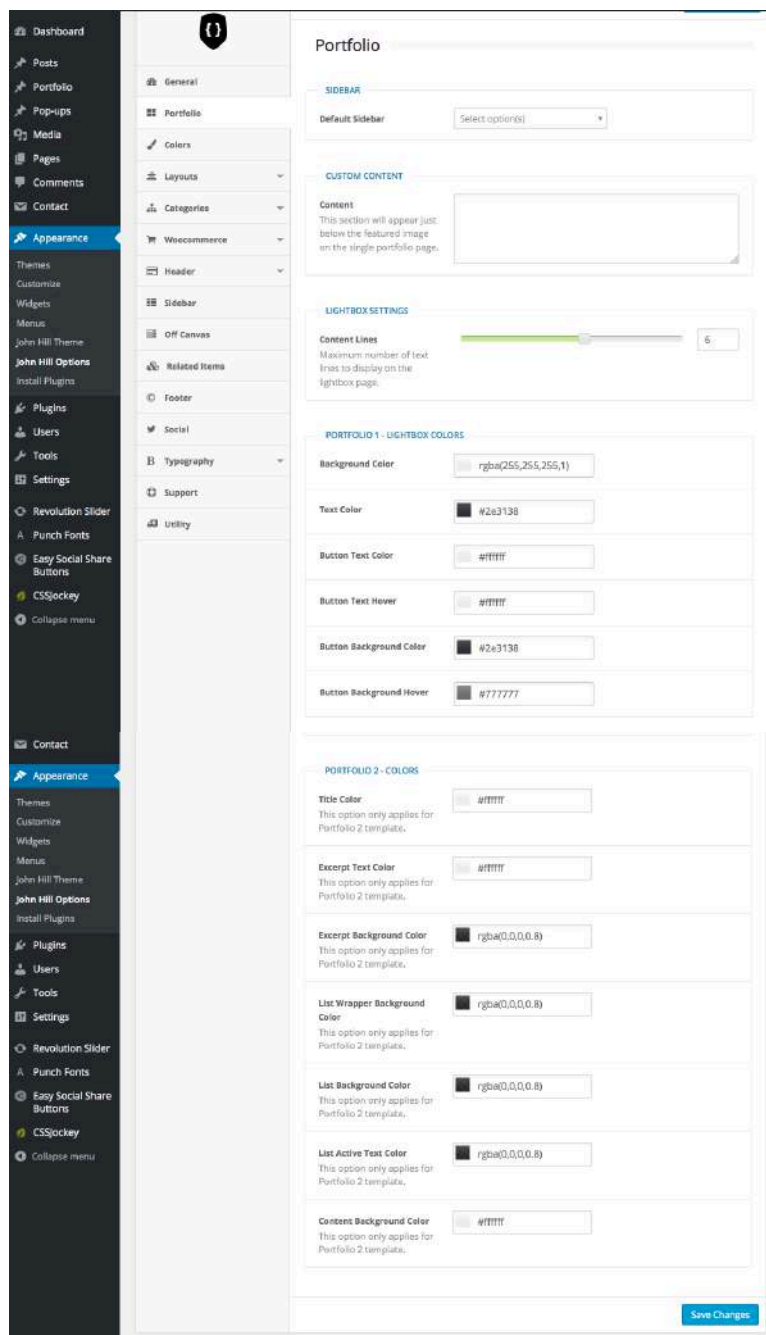 Dashboard
Posts
Portfolio
Pop-ups
Media
Pages
Comments
Contact
Appearance
Themes
Customize
Widgets
Menus
John Hill Theme
John Hill Options
Install Plugins
Plugins
Users
Tools
Settings
Revolution Slider
Punch Fonts
Easy Social Share
Buttons
CSSJockey
Collapse menu
General
Portfolio
Colors
Layouts
Categories
Woocommerce
Header
Sidebar
Off Canvas
Related Items
Footer
Social
Typography
Support
Utility
Portfolio
SIDEBAR
Default Sidebar
Select option(s)
CUSTOM CONTENT
Content
This section will appear just
below the featured image
on the single portfolio page.
LIGHTBOX SETTINGS
Content Lines
6
Maximum number of text
lines to display on the
lightbox page.
PORTFOLIO 1 - LIGHTBOX COLORS
Background Color
rgba(255,255,255,1)
Text Color
#2e3138
Button Text Color
#ffffff
Button Text Hover
#ffffff
Button Background Color
#2e3138
Button Background Hover
#777777
Contact
Appearance
Themes
Customize
Widgets
Menus
John Hill Theme
John Hill Options
Install Plugins
Plugins
Users
Tools
Settings
Revolution Slider
Punch Fonts
Easy Social Share
Buttons
CSSJockey
Collapse menu
PORTFOLIO 2 - COLORS
Title Color
#ffffff
This option only applies for
Portfolio 2 template.
Excerpt Text Color
#ffffff
This option only applies for
Portfolio 2 template.
Excerpt Background Color
rgba(0,0,0,0.8)
This option only applies for
Portfolio 2 template.
List Wrapper Background
Color
rgba(0,0,0,0.8)
This option only applies for
Portfolio 2 template.
List Background Color
rgba(0,0,0,0.8)
This option only applies for
Portfolio 2 template.
List Active Text Color
rgba(0,0,0,0.8)
This option only applies for
Portfolio 2 template.
Content Background Color
#ffffff
This option only applies for
Portfolio 2 template.
Save Changes